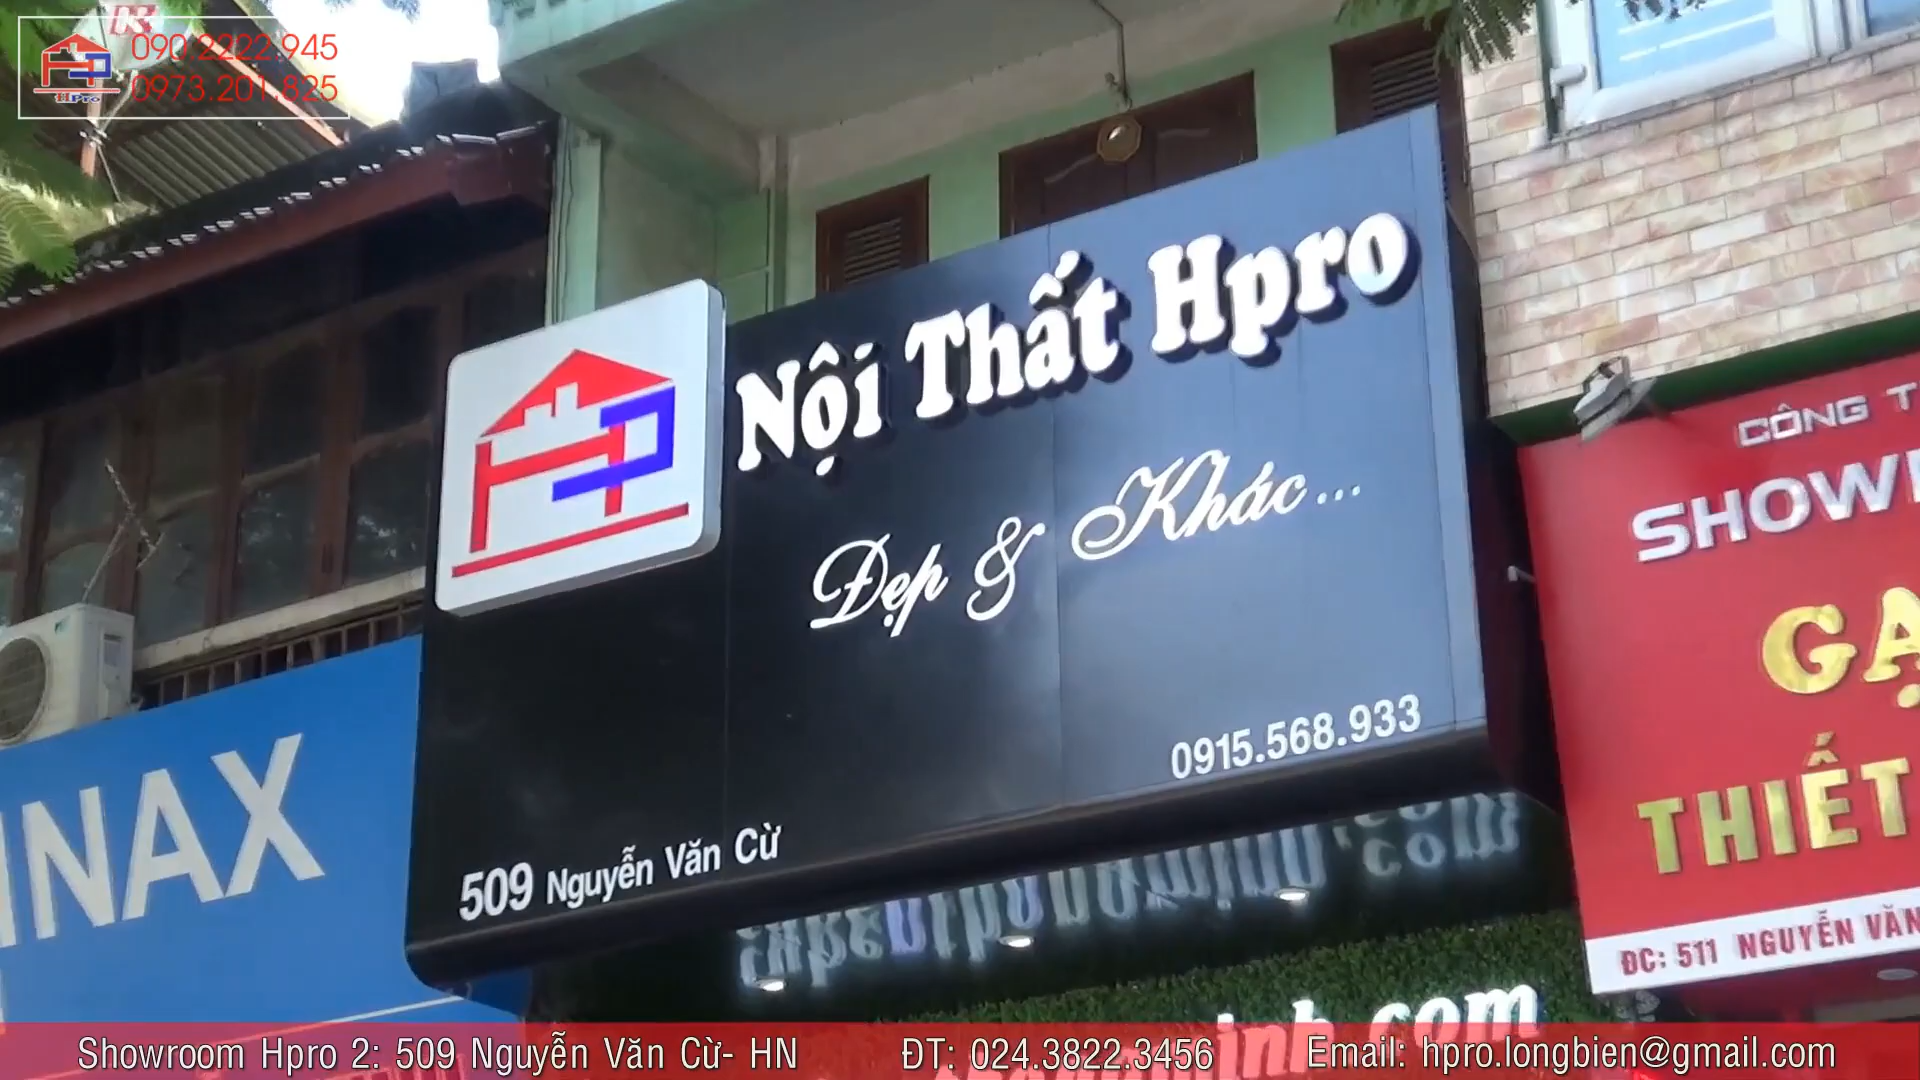 090.2222.945
0973.201.825
HPro
Nội Thất Hpro
Đẹp & Khác...
0915.568.933
509 Nguyễn Văn Cừ
INAX
CÔNG T
SHOW
GẠ
THIẾT
ĐC: 511 NGUYỄN VĂN
Showroom Hpro 2: 509 Nguyễn Văn Cừ- HN
ĐT: 024.3822.3456
Email: hpro.longbien@gmail.com